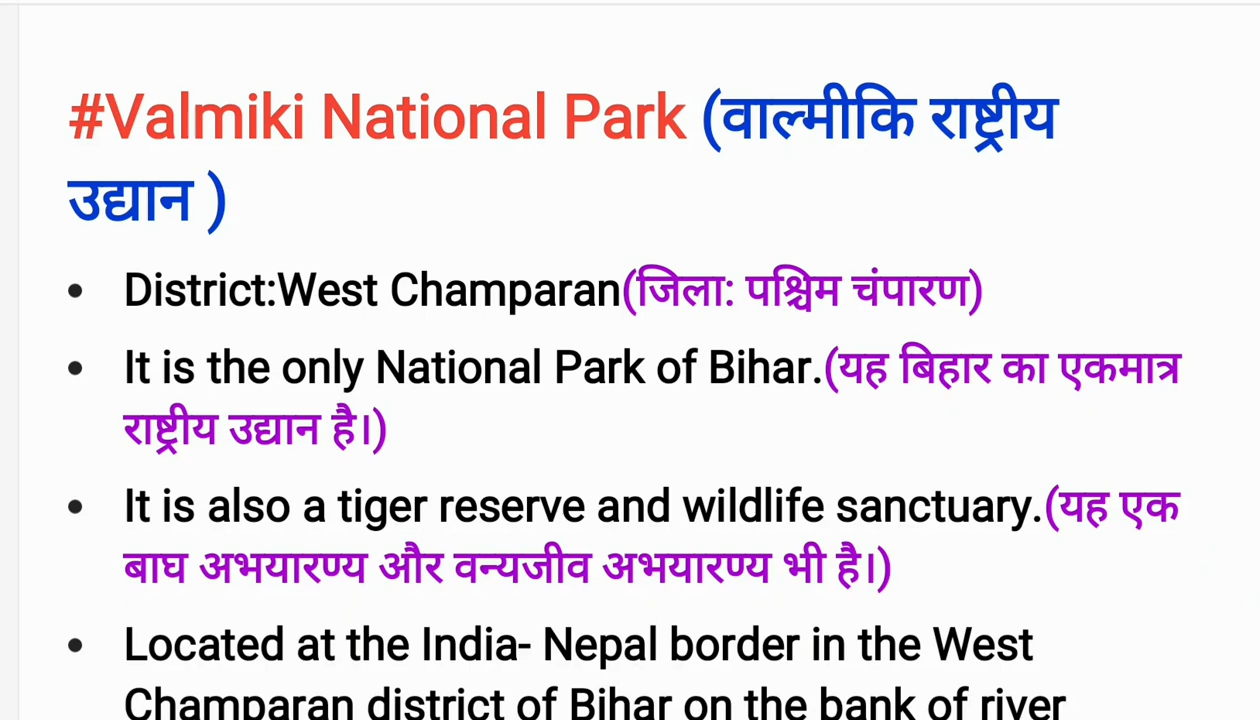 #Valmiki National Park (वाल्मीकि राष्ट्रीय
उद्यान )
District:West Champaran(जिला: पश्चिम चंपारण)
It is the only National Park of Bihar.(यह बिहार का एकमात्र
राष्ट्रीय उद्यान है।)
It is also a tiger reserve and wildlife sanctuary.(यह एक
बाघ अभयारण्य और वन्यजीव अभयारण्य भी है।)
Located at the India- Nepal border in the West
Champaran district of Bihar on the bank of river